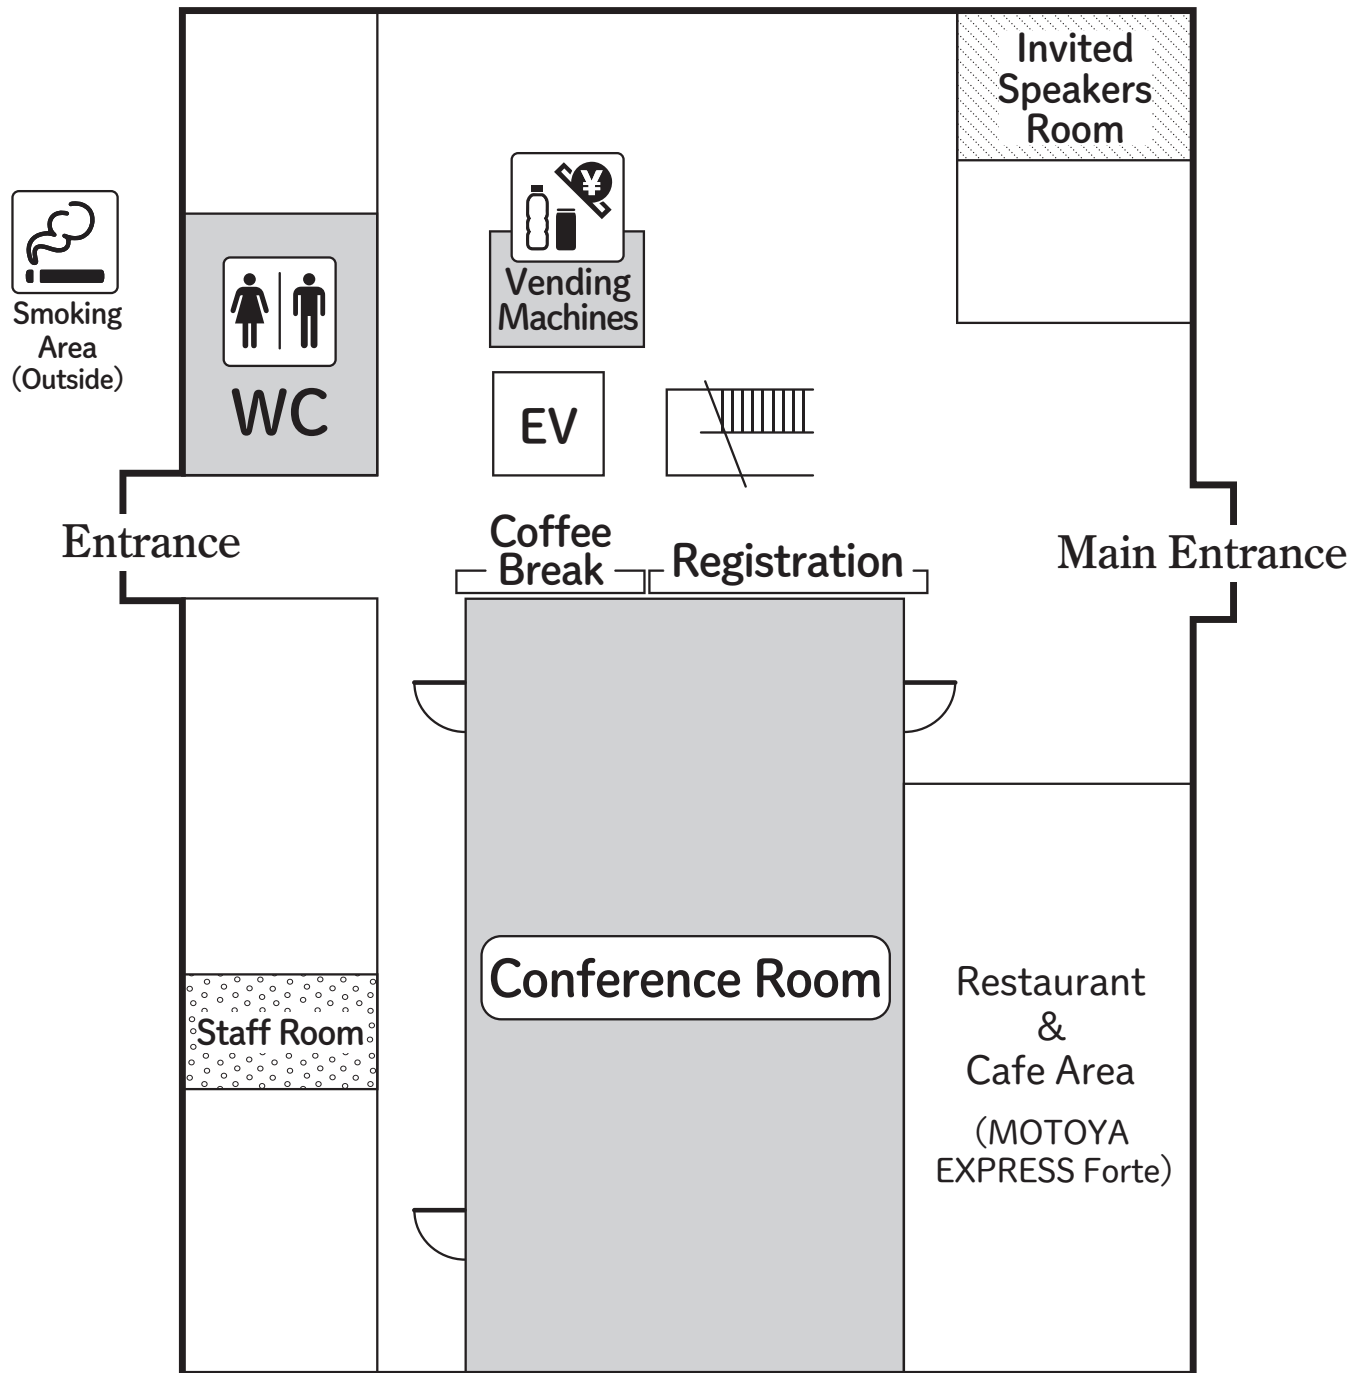 Invited
Speakers
Room
¥
Vending
Machines
Smoking
Area
(Outside)
WC
EV
Entrance
Coffee
Break
Registration
Main Entrance
Conference Room
Staff Room
Restaurant
&
Cafe Area
(MOTOYA
EXPRESS Forte)